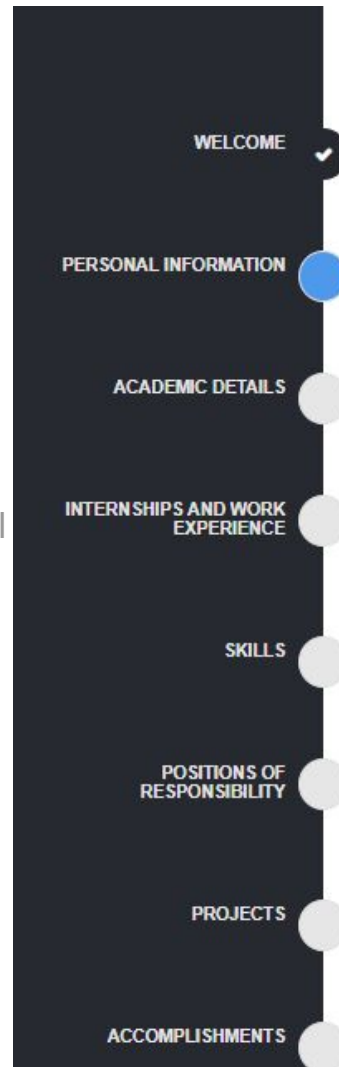 WELCOME
PERSONAL INFORMATION
ACADEMIC DETAILS
INTERNSHIPS AND WORK
EXPERIENCE
SKILLS
POSITIONS OF
RESPONSIBILITY
PROJECTS
ACCOMPLISHMENTS